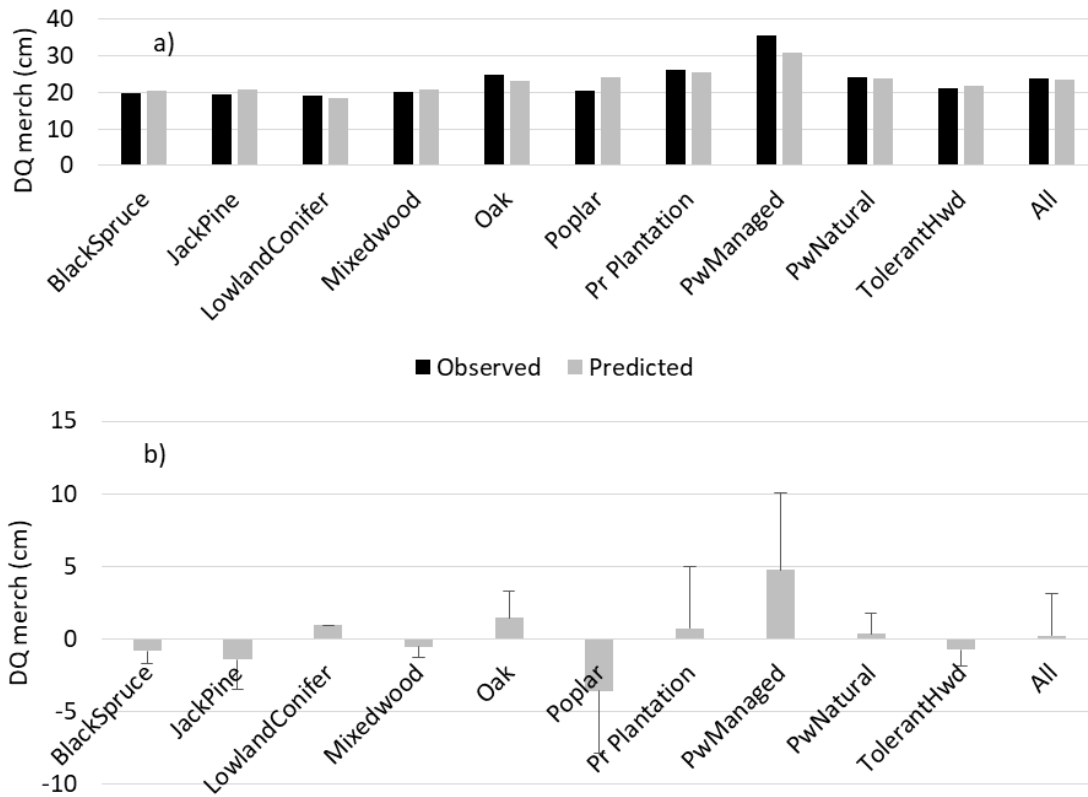 a)
DQ merch (cm)
40
30
20
10
0
BlackSpruce
JackPine
LowlandConifer
Mixedwood
Oak
Poplar
Pr Plantation
PwManaged
PwNatural
TolerantHwd
All
Observed Predicted
b)
DQ merch (cm)
15
10
5
0
-5
-10
BlackSpruce
JackPine
LowlandConifer
Mixedwood
Oak
Poplar
Pr Plantation
PwManaged
PwNatural
TolerantHwd
All